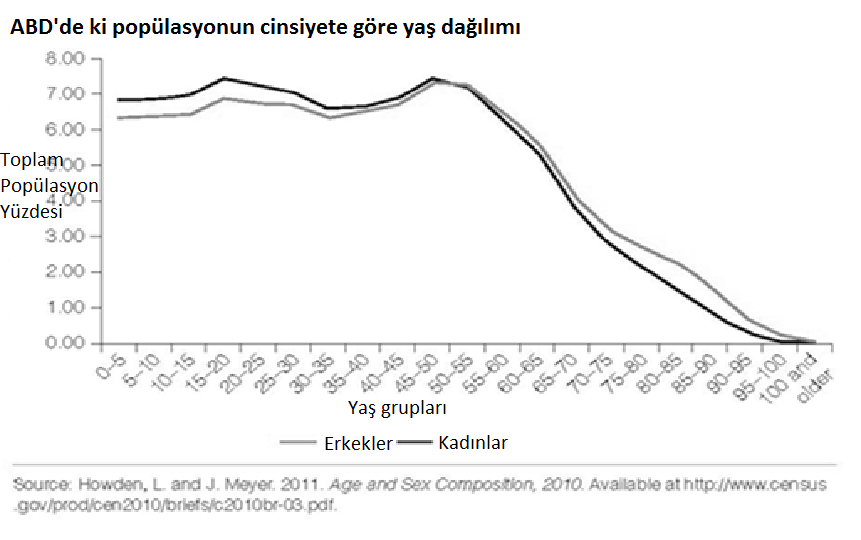 ABD'de ki popülasyonun cinsiyete göre yaş dağılımı
8.00
7.00
6.00
Toplam 5.00
Popülasyon
4.00
Yüzdesi
3.00
2.00
1.00
0.00
0–5
5–10
10–15
15–20
20–25
25–30
30–35
35–40
40–45
45–50
50–55
55–60
60–65
65–70
70–75
75–80
80–85
85–90
90–95
95–100
100 and
older
Yaş grupları
Erkekler Kadınlar
Source: Howden, L. and J. Meyer. 2011. Age and Sex Composition, 2010. Available at http://www.census
.gov/prod/cen2010/briefs/c2010br-03.pdf.